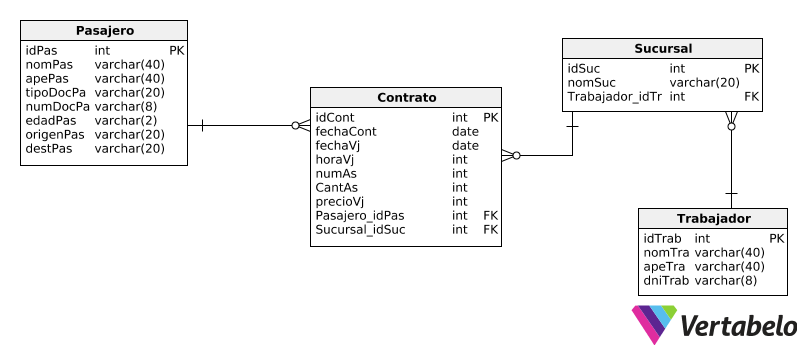 Pasajero
idPas int PK
nomPas varchar(40)
apePas varchar(40)
tipoDocPa varchar(20)
numDocPa varchar(8)
edadPas varchar(2)
origenPas varchar(20)
destPas varchar(20)
Contrato
idCont int PK
fechaCont date
fechaVj date
horaVj int
numAs int
CantAs int
precioVj int
Pasajero_idPas int FK
Sucursal_idSuc int FK
Sucursal
idSuc int PK
nomSuc varchar(20)
Trabajador_idTr int FK
Trabajador
idTrab int PK
nomTra varchar(40)
apeTra varchar(40)
dniTrab varchar(8)
Vertabelo